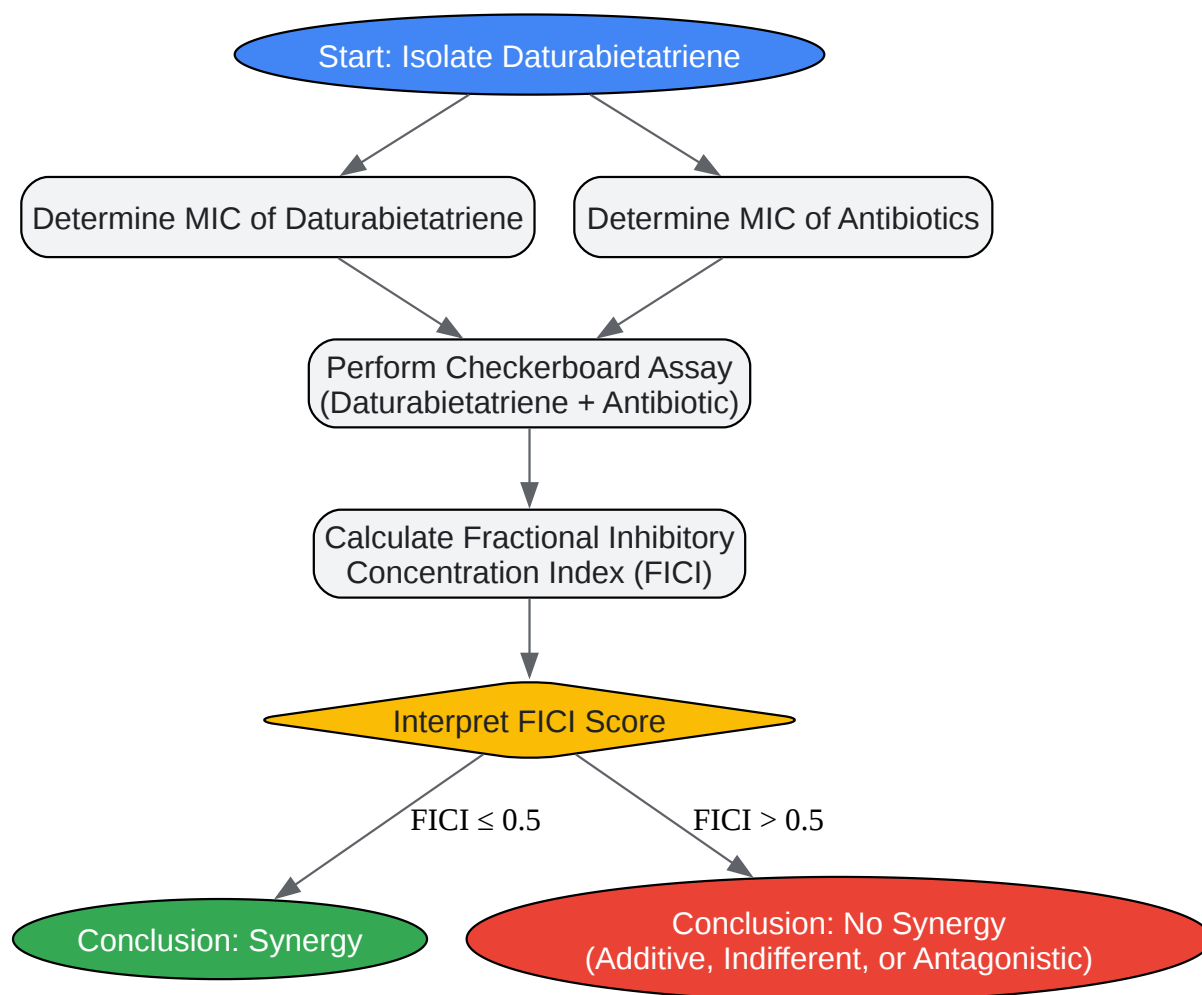 Start: Isolate Daturabietatriene
Determine MIC of Daturabietatriene
Determine MIC of Antibiotics
Perform Checkerboard Assay
(Daturabietatriene + Antibiotic)
Calculate Fractional Inhibitory
Concentration Index (FICI)
Interpret FICI Score
FICI ≤ 0.5
FICI > 0.5
Conclusion: Synergy
Conclusion: No Synergy
(Additive, Indifferent, or Antagonistic)